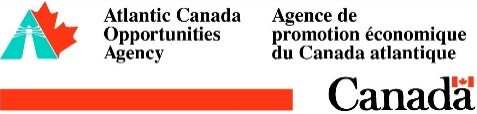 Atlantic Canada
Opportunities
Agency
Agence de
promotion économique
du Canada atlantique
Canada